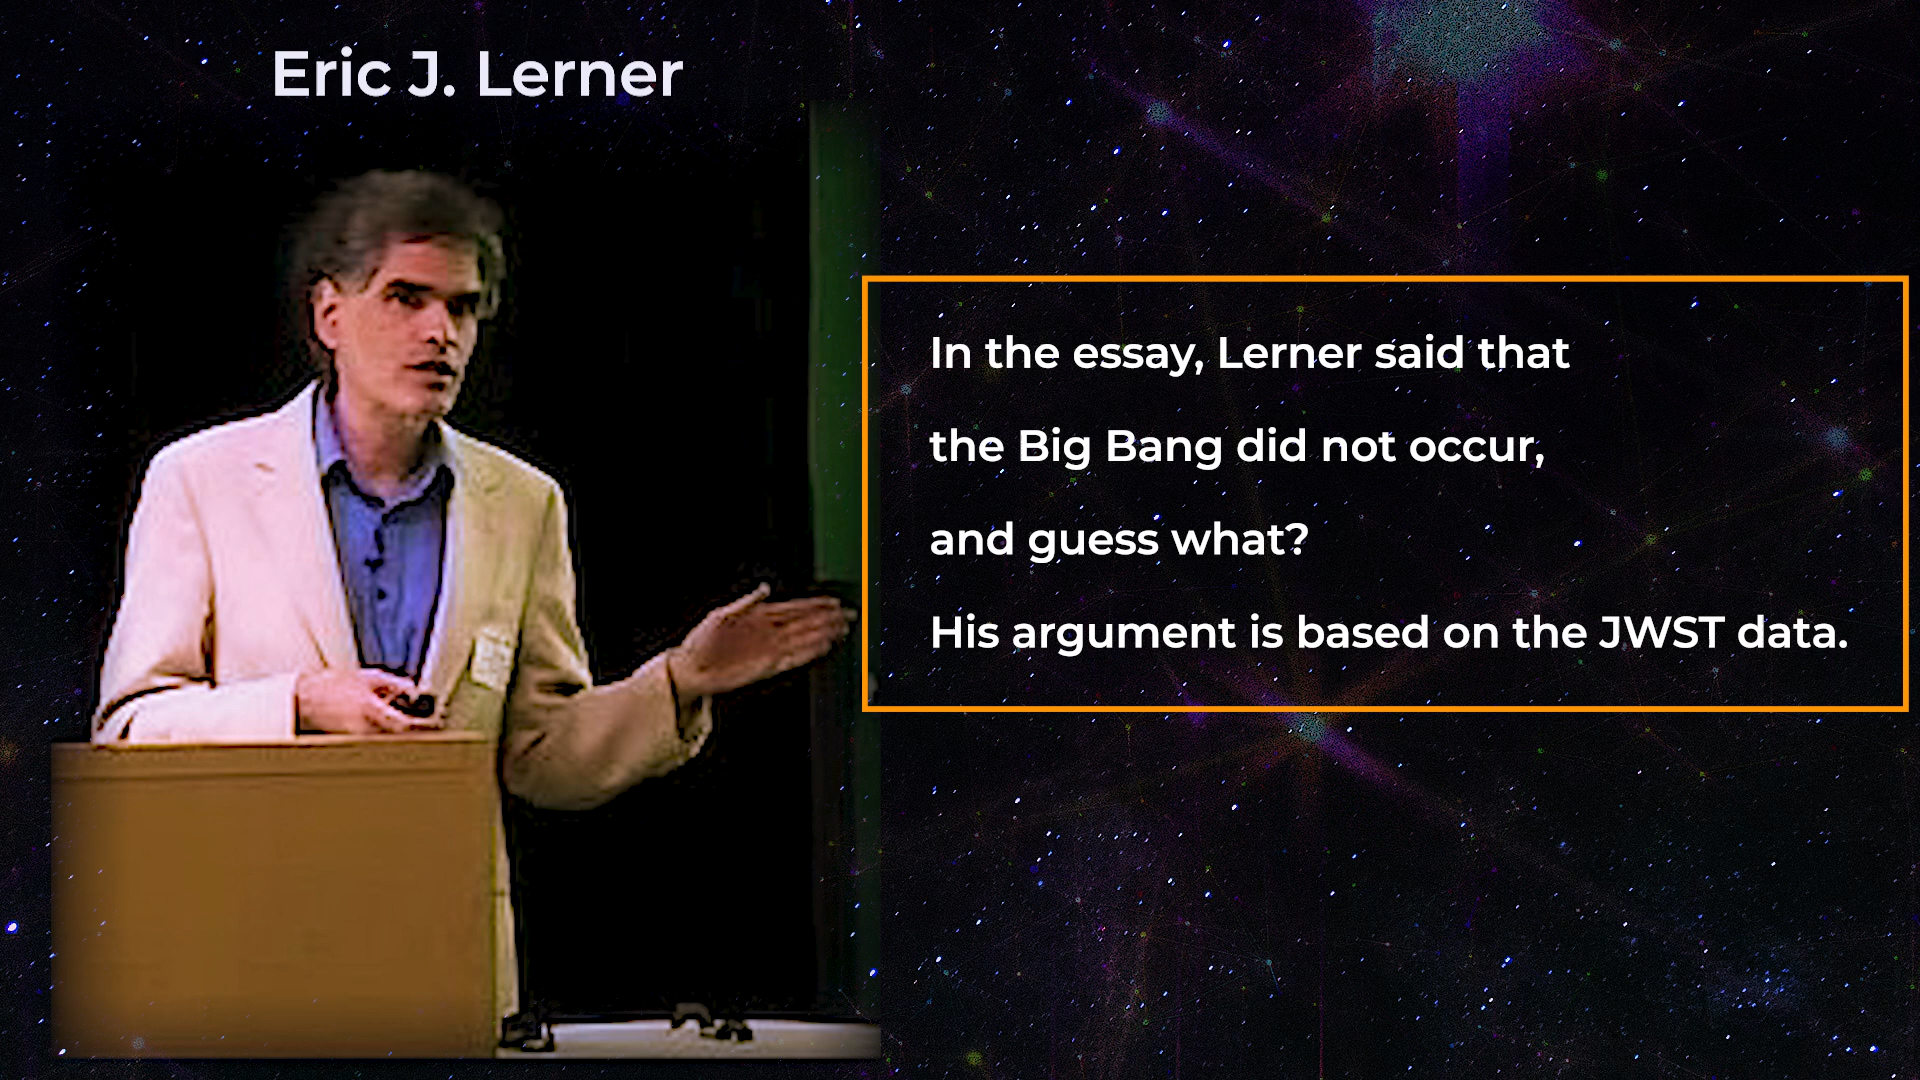 Eric J. Lerner
In the essay, Lerner said that
the Big Bang did not occur,
and guess what?
His argument is based on the JWST data.